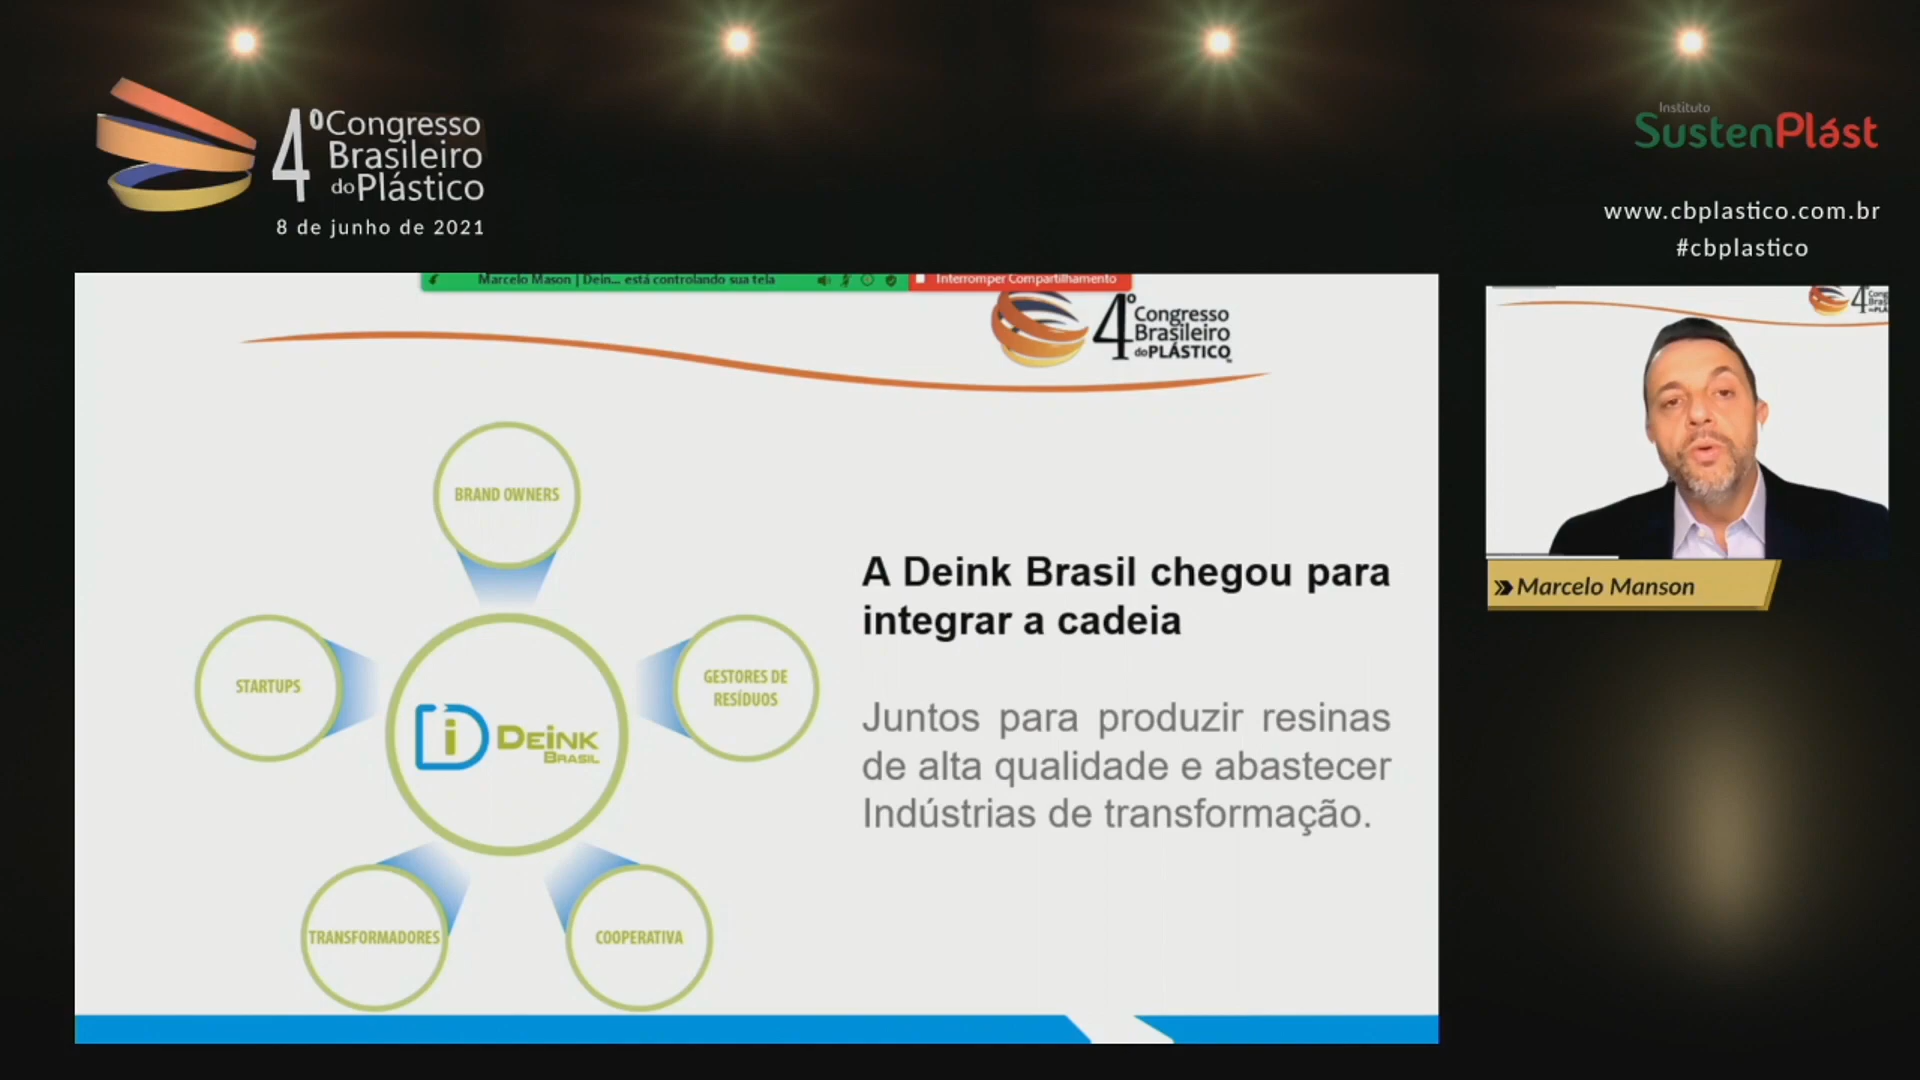 4º Congresso
Brasileiro
do Plástico
8 de junho de 2021
Instituto
SustenPlást
www.cbplastico.com.br
#cbplastico
Marcelo Mason | Dein... está controlando sua tela
Interromper Compartilhamento
4º Congresso
Brasileiro
do PLÁSTICO
BRAND OWNERS
STARTUPS
GESTORES DE
RESÍDUOS
iD DEINK
BRASIL
TRANSFORMADORES
COOPERATIVA
A Deink Brasil chegou para
integrar a cadeia
Juntos para produzir resinas
de alta qualidade e abastecer
Indústrias de transformação.
Marcelo Manson